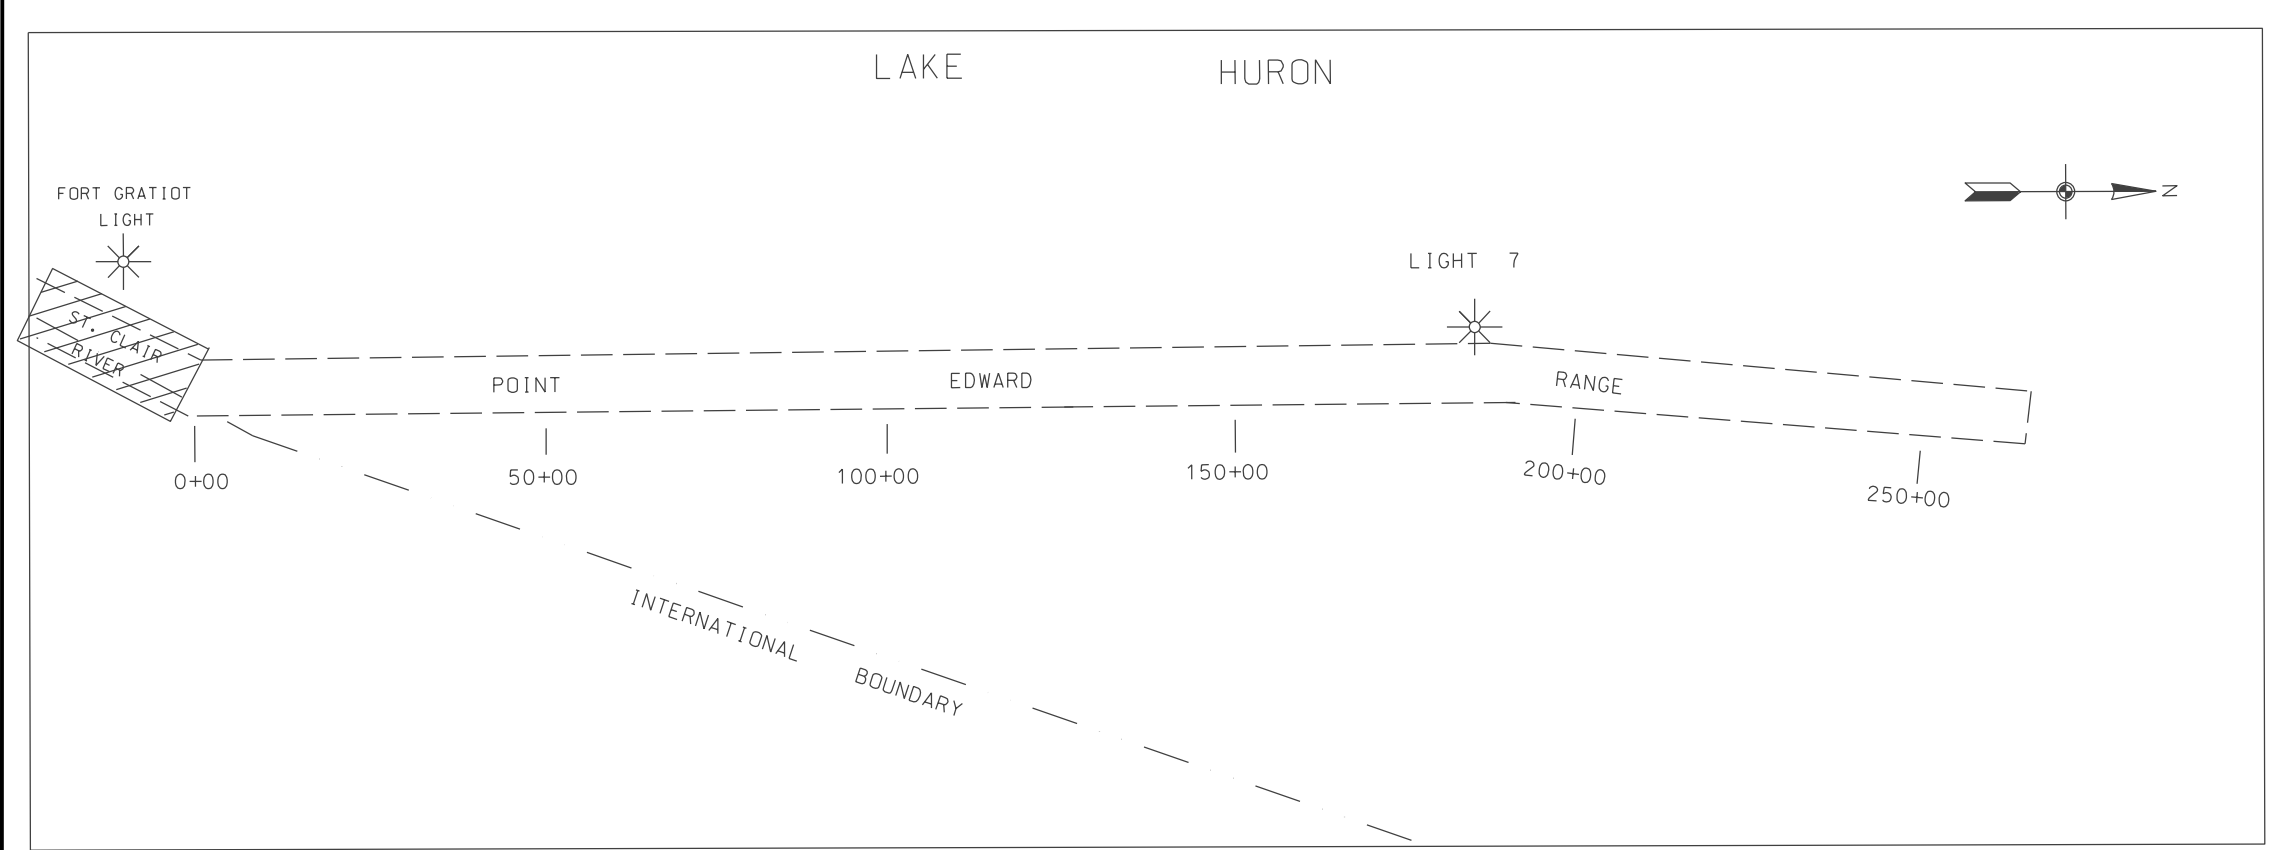 LAKE HURON
FORT GRATIOT
LIGHT
N
LIGHT 7
ST. CLAIR
RIVER
POINT EDWARD RANGE
0+00 50+00 100+00 150+00 200+00 250+00
INTERNATIONAL BOUNDARY